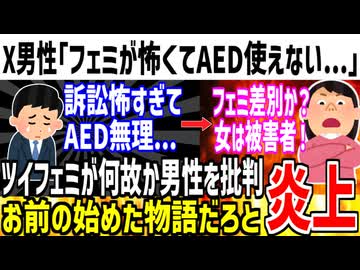 X男性「フェミが怖くてAED使えない...」
訴訟怖すぎて
AED無理...
フェミ差別か?
女は被害者!
ツイフェミが何故か男性を批判
お前の始めた物語だろと
炎上